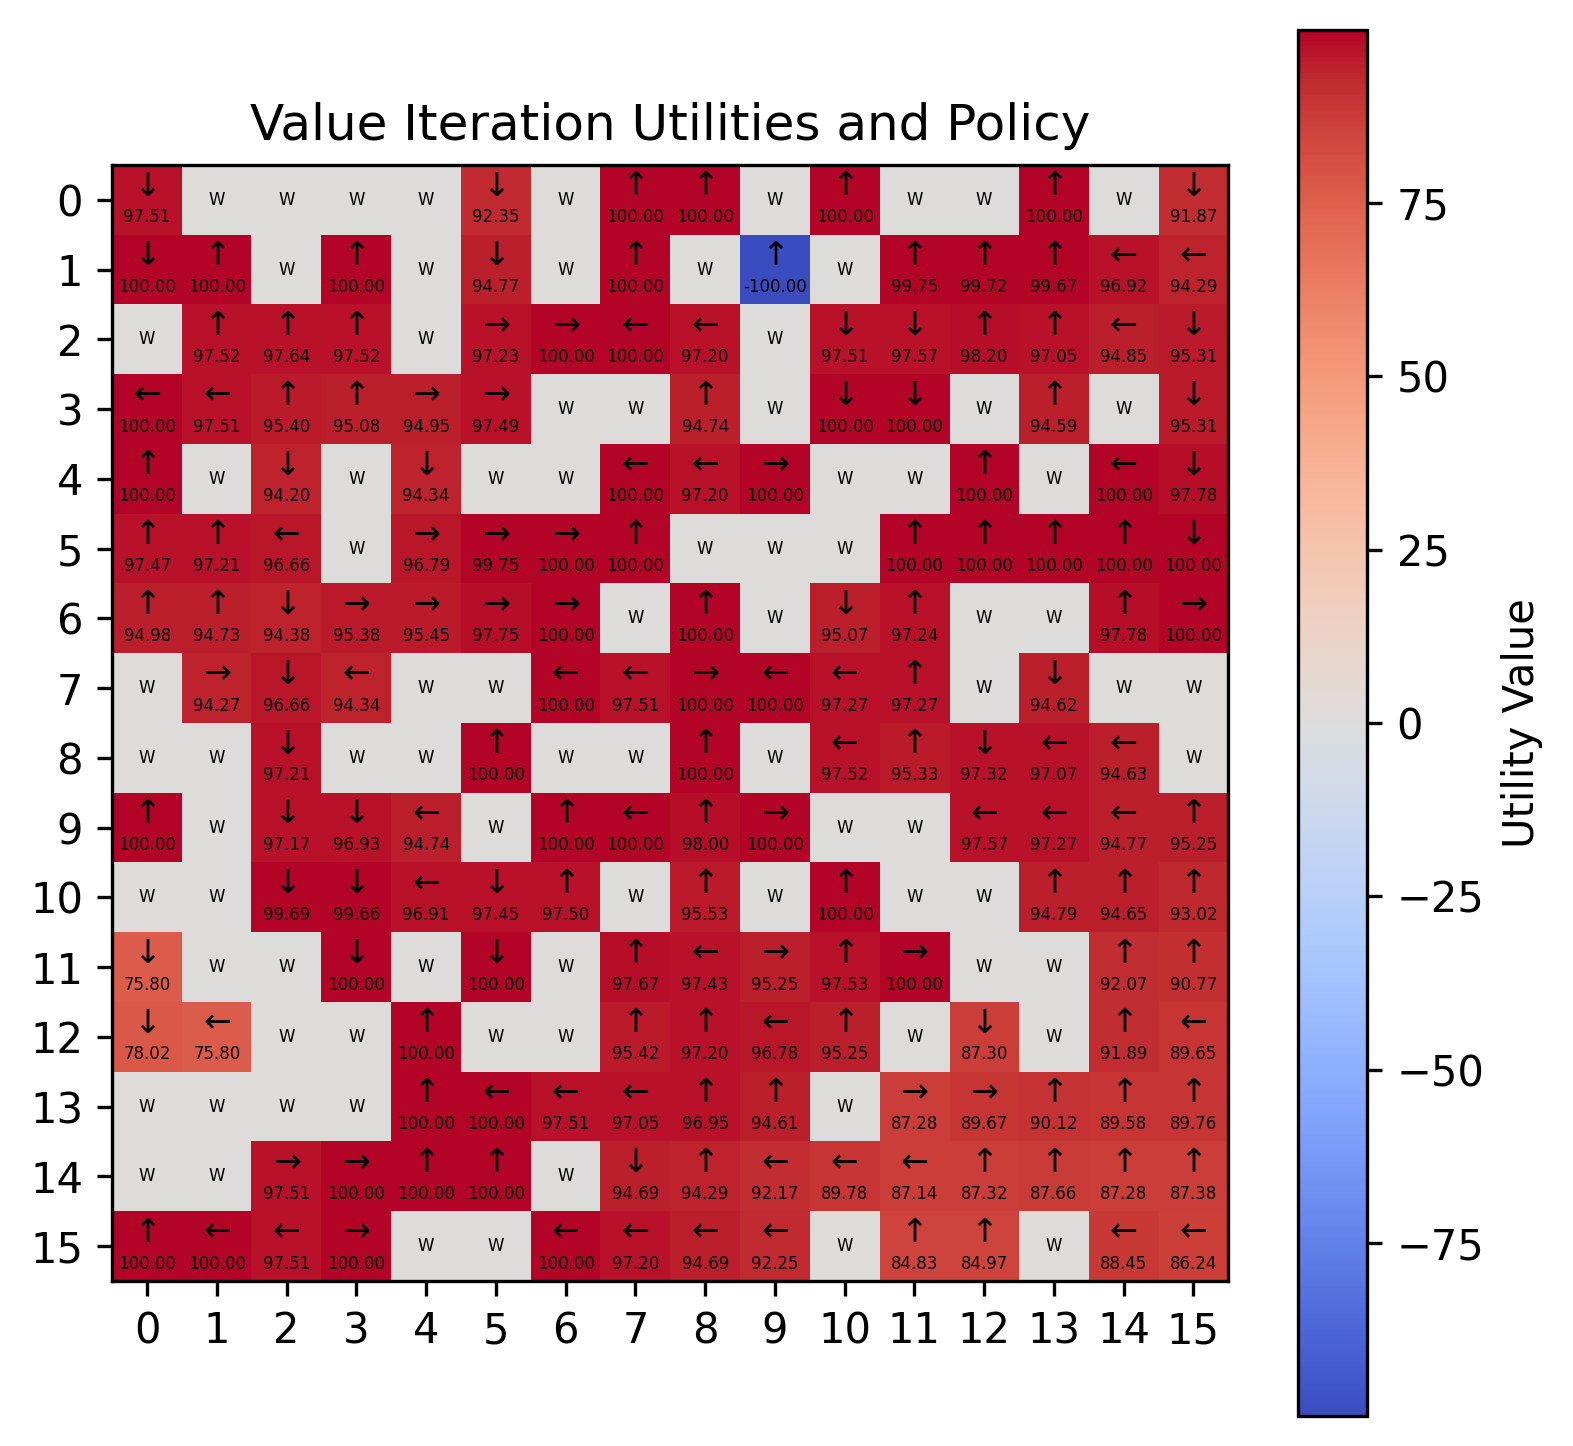 Value Iteration Utilities and Policy
0 ↓ W W W W ↓ W ↑ ↑ W ↑ W W ↑ W ↓
97.51 92.35 100.00 100.00 100.00 100.00 91.87
1 ↓ ↑ W ↑ W ↓ W ↑ W ↑ W ↑ ↑ ↑ ← ←
100.00 100.00 100.00 94.77 100.00 -100.00 99.75 99.72 99.67 96.92 94.29
2 W ↑ ↑ ↑ W → → ← ← W ↓ ↓ ↑ ↑ ← ↓
97.52 97.64 97.52 97.23 100.00 100.00 97.20 97.51 97.57 98.20 97.05 94.85 95.31
3 ← ← ↑ ↑ → → W W ↑ W ↓ ↓ W ↑ W ↓
100.00 97.51 95.40 95.08 94.95 97.49 94.74 100.00 100.00 94.59 95.31
4 ↑ W ↓ W ↓ W W ← ← → W W ↑ W ← ↓
100.00 94.20 94.34 100.00 97.20 100.00 100.00 100.00 97.78
5 ↑ ↑ ← W → → → ↑ W W W ↑ ↑ ↑ ↑ ↓
97.47 97.21 96.66 96.79 99.75 100.00 100.00 100.00 100.00 100.00 100.00 100.00
6 ↑ ↑ ↓ → → → → W ↑ W ↓ ↑ W W ↑ →
94.98 94.73 94.38 95.38 95.45 97.75 100.00 100.00 95.07 97.24 97.78 100.00
7 W → ↓ ← W W ← ← → ← ← ↑ W ↓ W W
94.27 96.66 94.34 100.00 97.51 100.00 100.00 97.27 97.27 94.62
8 W W ↓ W W ↑ W W ↑ W ← ↑ ↓ ← ← W
97.21 100.00 100.00 97.52 95.33 97.32 97.07 94.63
9 ↑ W ↓ ↓ ← W ↑ ← ↑ → W W ← ← ← ↑
100.00 97.17 96.93 94.74 100.00 100.00 98.00 100.00 97.57 97.27 94.77 95.25
10 W W ↓ ↓ ← ↓ ↑ W ↑ W ↑ W W ↑ ↑ ↑
99.69 99.66 96.91 97.45 97.50 95.53 100.00 94.79 94.65 93.02
11 ↓ W W ↓ W ↓ W ↑ ← → ↑ → W W ↑ ↑
75.80 100.00 100.00 97.67 97.43 95.25 97.53 100.00 92.07 90.77
12 ↓ ← W W ↑ W W ↑ ↑ ← ↑ W ↓ W ↑ ←
78.02 75.80 100.00 95.42 97.20 96.78 95.25 87.30 91.89 89.65
13 W W W W ↑ ← ← ← ↑ ↑ W → → ↑ ↑ ↑
100.00 100.00 97.51 97.05 96.95 94.61 87.28 89.67 90.12 89.58 89.76
14 W W → → ↑ ↑ W ↓ ↑ ← ← ← ↑ ↑ ↑ ↑
97.51 100.00 100.00 100.00 94.69 94.29 92.17 89.78 87.14 87.32 87.66 87.28 87.38
15 ↑ ← ← → W W ← ← ← ← W ↑ ↑ W ← ←
100.00 100.00 97.51 100.00 100.00 97.20 94.69 92.25 84.83 84.97 88.45 86.24
0 1 2 3 4 5 6 7 8 9 10 11 12 13 14 15
75
50
25
0
−25
−50
−75
Utility Value